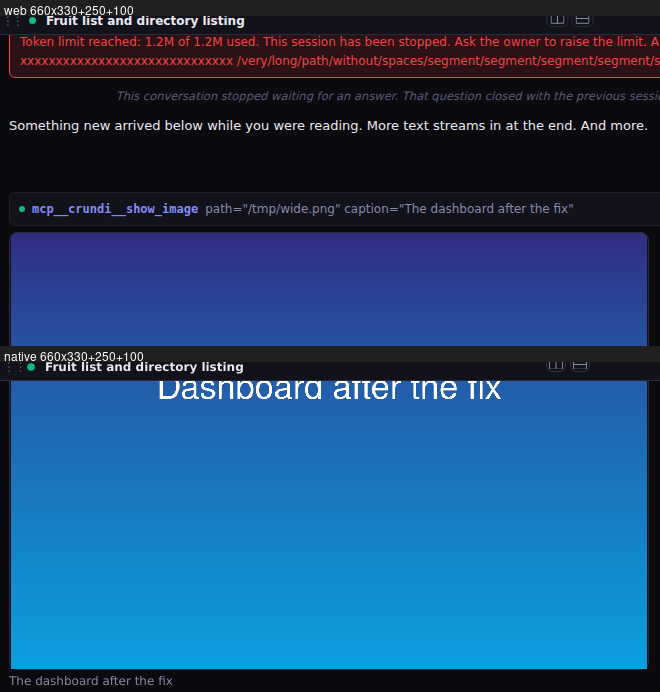 web 660x330+250+100
Fruit list and directory listing
Token limit reached: 1.2M of 1.2M used. This session has been stopped. Ask the owner to raise the limit. A
xxxxxxxxxxxxxxxxxxxxxxxxxxxxxx /very/long/path/without/spaces/segment/segment/segment/segment/s
This conversation stopped waiting for an answer. That question closed with the previous sessi
Something new arrived below while you were reading. More text streams in at the end. And more.
mcp__crundi__show_image path="/tmp/wide.png" caption="The dashboard after the fix"
native 660x330+250+100
Fruit list and directory listing
Dashboard after the fix
The dashboard after the fix